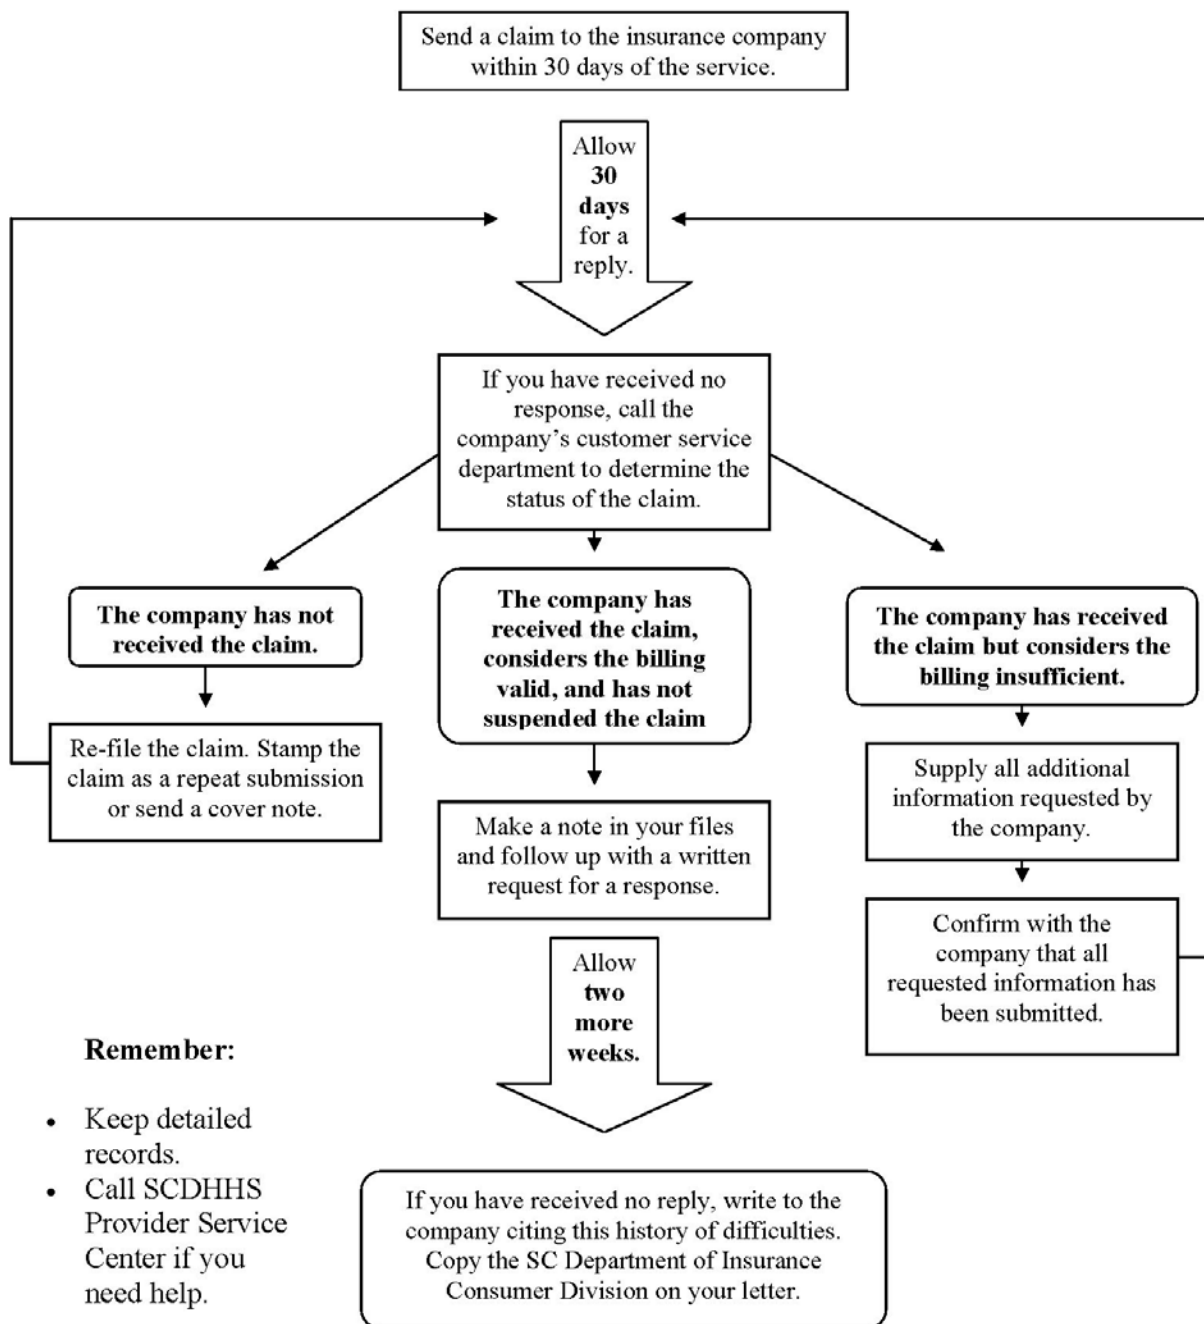 Send a claim to the insurance company
within 30 days of the service.
Allow
30
days
for a
reply.
If you have received no
response, call the
company’s customer service
department to determine the
status of the claim.
The company has not
received the claim.
Re-file the claim. Stamp the
claim as a repeat submission
or send a cover note.
The company has
received the claim,
considers the billing
valid, and has not
suspended the claim
Make a note in your files
and follow up with a written
request for a response.
The company has received
the claim but considers the
billing insufficient.
Supply all additional
information requested by
the company.
Confirm with the
company that all
requested information has
been submitted.
Allow
two
more
weeks.
If you have received no reply, write to the
company citing this history of difficulties.
Copy the SC Department of Insurance
Consumer Division on your letter.
Remember:
• Keep detailed
records.
• Call SCDHHS
Provider Service
Center if you
need help.